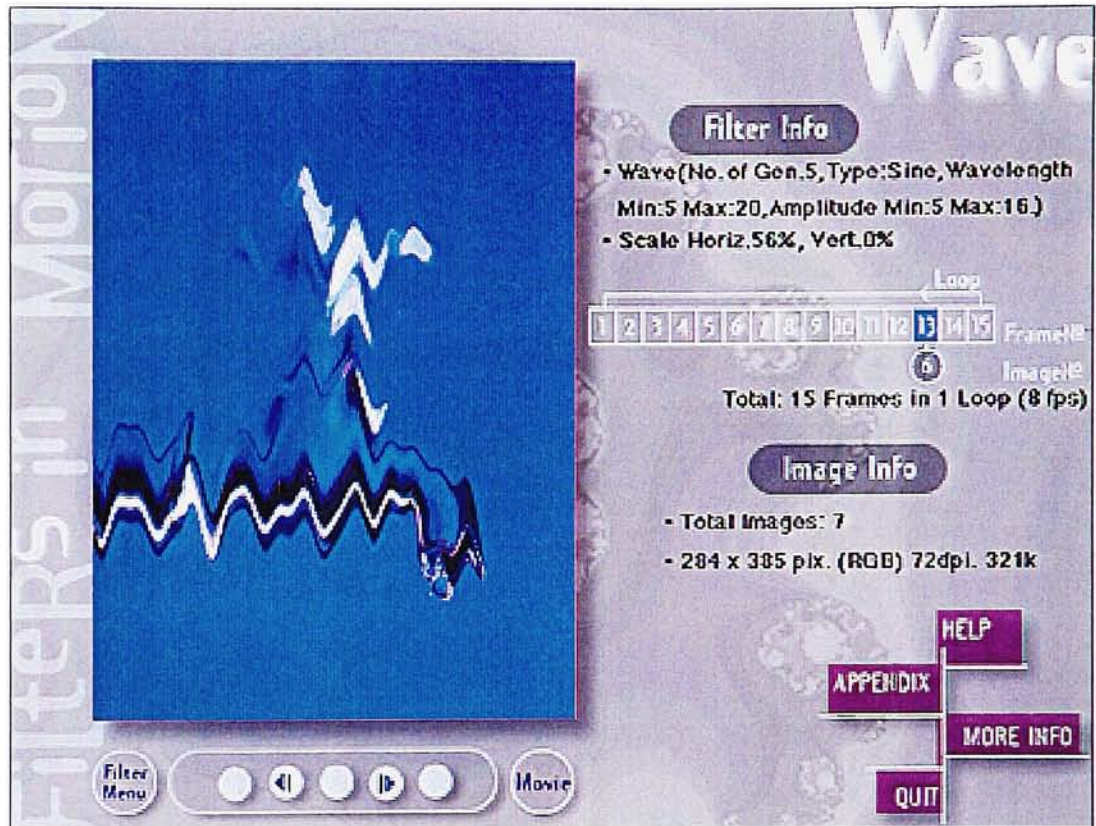 Wave
Filters in Motion
Filter Info
• Wave(No. of Gen.5, Type:Sine, Wavelength
Min:5 Max:20, Amplitude Min:5 Max:16.)
• Scale Horiz.56%, Vert.0%
Loop
1 2 3 4 5 6 7 8 9 10 11 12 13 14 15 FrameNº
6 ImageNº
Total: 15 Frames in 1 Loop (8 fps)
Image Info
• Total Images: 7
• 284 x 385 pix. (RGB) 72dpi. 321k
HELP
APPENDIX
MORE INFO
QUIT
Filter
Menu
Movie